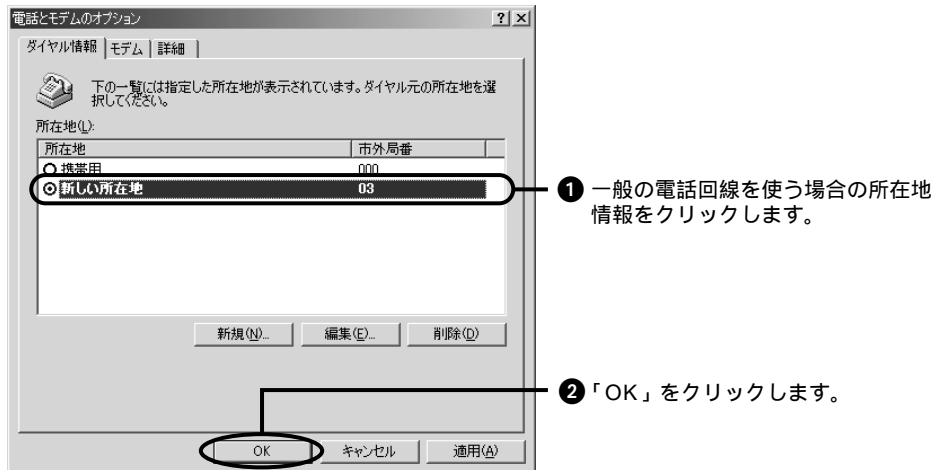 電話とモデムのオプション
? ×
ダイヤル情報 モデム 詳細
下の一覧には指定した所在地が表示されています。ダイヤル元の所在地を選
択してください。
所在地(L):
所在地 市外局番
携帯用 000
新しい所在地 03
❶ 一般の電話回線を使う場合の所在地
情報をクリックします。
新規(N)... 編集(E)... 削除(D)
❷「OK」をクリックします。
OK キャンセル 適用(A)